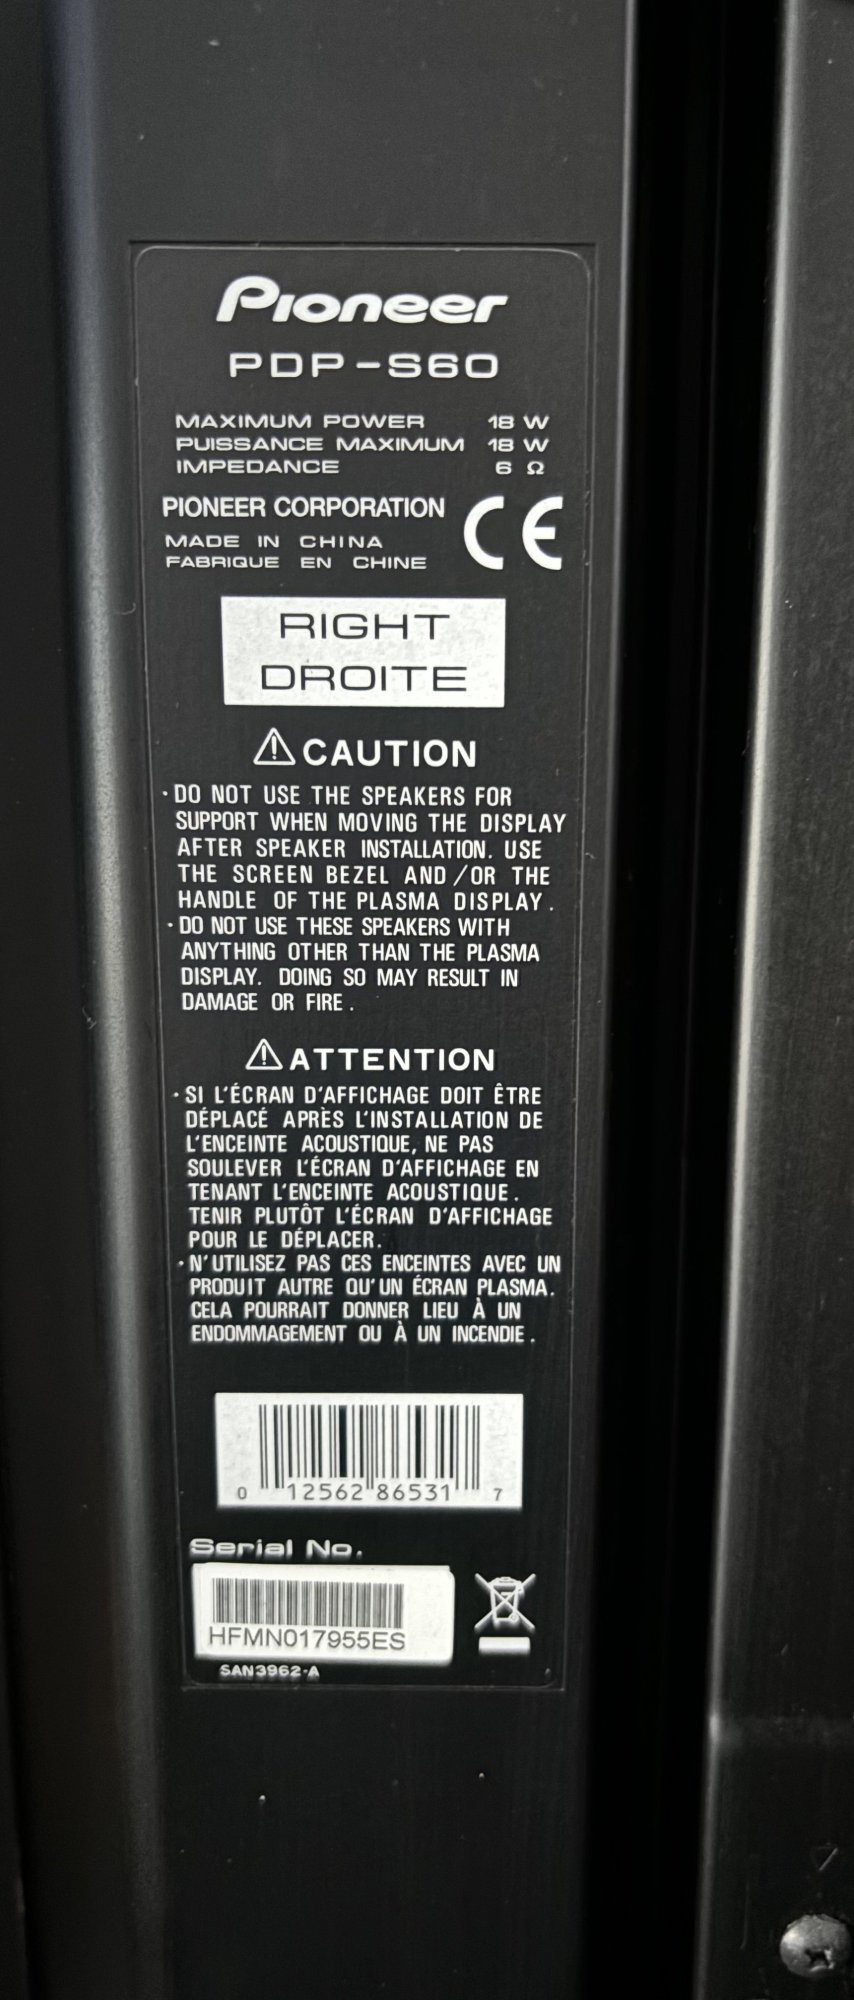 Pioneer
PDP-S60
MAXIMUM POWER 18 W
PUISSANCE MAXIMUM 18 W
IMPEDANCE 6 Ω
PIONEER CORPORATION
MADE IN CHINA
FABRIQUE EN CHINE
CE
RIGHT
DROITE
⚠ CAUTION
· DO NOT USE THE SPEAKERS FOR
SUPPORT WHEN MOVING THE DISPLAY
AFTER SPEAKER INSTALLATION. USE
THE SCREEN BEZEL AND/OR THE
HANDLE OF THE PLASMA DISPLAY.
· DO NOT USE THESE SPEAKERS WITH
ANYTHING OTHER THAN THE PLASMA
DISPLAY. DOING SO MAY RESULT IN
DAMAGE OR FIRE.
⚠ ATTENTION
· SI L'ÉCRAN D'AFFICHAGE DOIT ÊTRE
DÉPLACÉ APRÈS L'INSTALLATION DE
L'ENCEINTE ACOUSTIQUE, NE PAS
SOULEVER L'ÉCRAN D'AFFICHAGE EN
TENANT L'ENCEINTE ACOUSTIQUE.
TENIR PLUTÔT L'ÉCRAN D'AFFICHAGE
POUR LE DÉPLACER.
· N'UTILISEZ PAS CES ENCEINTES AVEC UN
PRODUIT AUTRE QU'UN ÉCRAN PLASMA.
CELA POURRAIT DONNER LIEU À UN
ENDOMMAGEMENT OU À UN INCENDIE.
0 12562 86531 7
Serial No.
HFMN017955ES
SAN3962-A